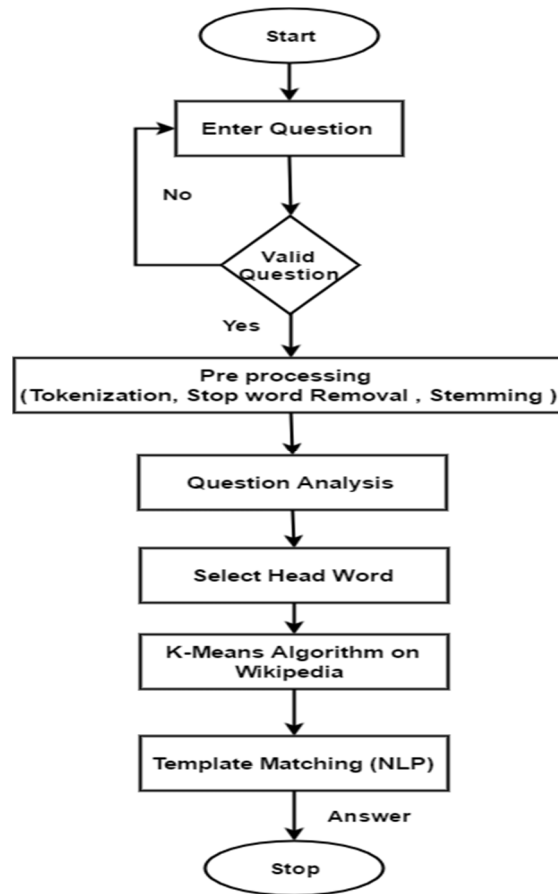 Start
Enter Question
No
Valid
Question
Yes
Pre processing
(Tokenization, Stop word Removal , Stemming )
Question Analysis
Select Head Word
K-Means Algorithm on
Wikipedia
Template Matching (NLP)
Answer
Stop